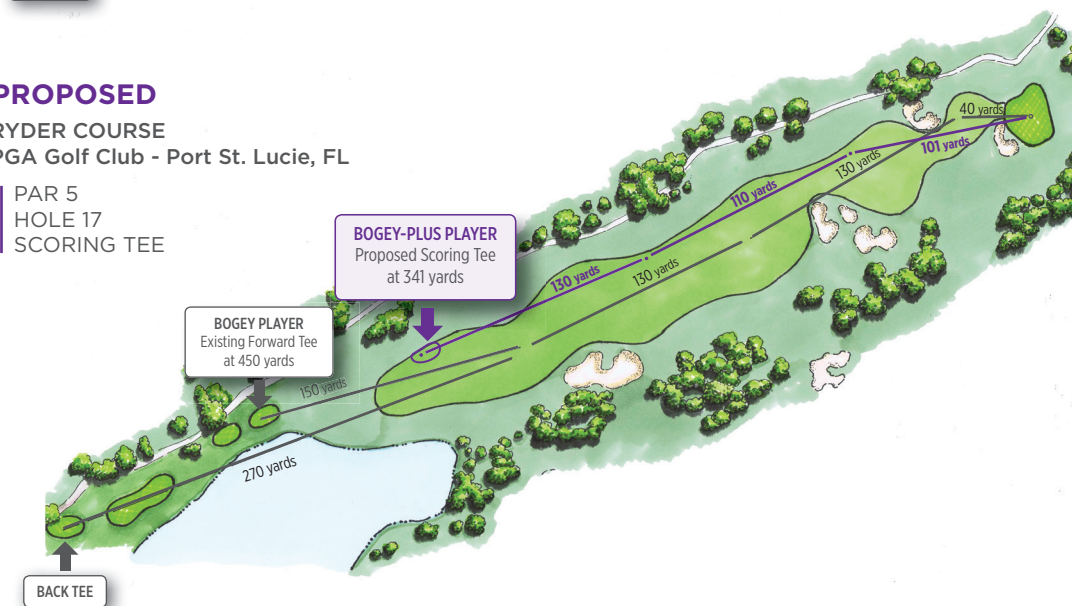 PROPOSED
RYDER COURSE
PGA Golf Club - Port St. Lucie, FL
PAR 5
HOLE 17
SCORING TEE
BOGEY-PLUS PLAYER
Proposed Scoring Tee
at 341 yards
BOGEY PLAYER
Existing Forward Tee
at 450 yards
40 yards
101 yards
130 yards
110 yards
130 yards
130 yards
150 yards
270 yards
BACK TEE